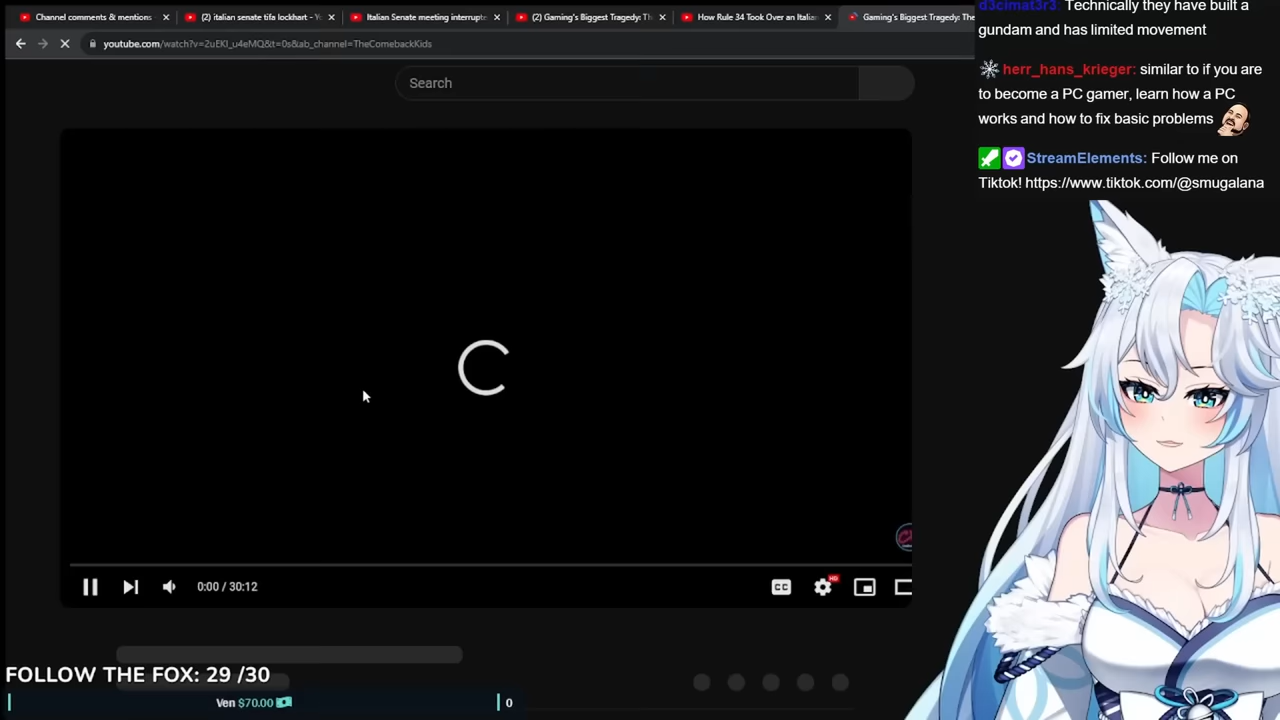 Channel comments & mentions
(2) italian senate tifa lockhart - Y
Italian Senate meeting interrupte
(2) Gaming's Biggest Tragedy: Th
How Rule 34 Took Over an Italian
Gaming's Biggest Tragedy: The
youtube.com/watch?v=2uEKI_u4eMQ&t=0s&ab_channel=TheComebackKids
Search
d3cimat3r3: Technically they have built a
gundam and has limited movement
herr_hans_krieger: similar to if you are
to become a PC gamer, learn how a PC
works and how to fix basic problems
StreamElements: Follow me on
Tiktok! https://www.tiktok.com/@smugalana
0:00 / 30:12
CC
HD
FOLLOW THE FOX: 29 /30
Ven $70.00
0